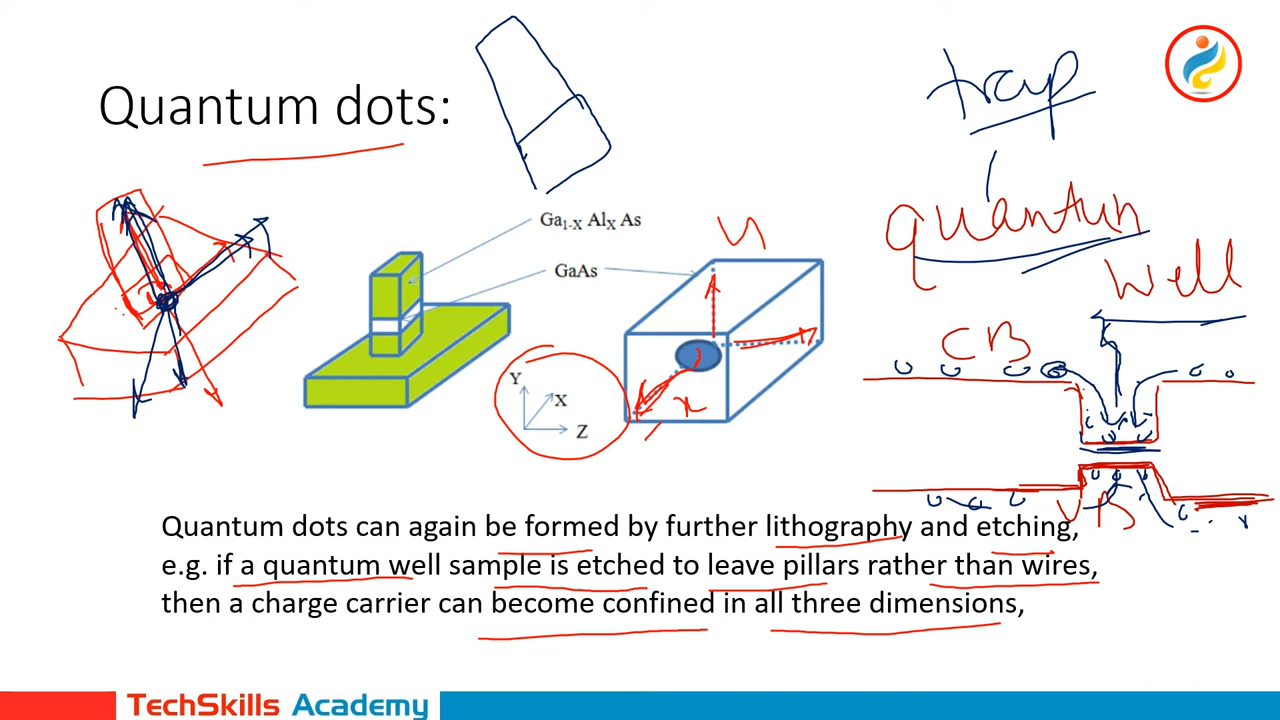 Quantum dots:
trap
quantum
Well
Ga1-X AlX As
GaAs
y
CB
Y
X
Z
x
VB
Quantum dots can again be formed by further lithography and etching,
e.g. if a quantum well sample is etched to leave pillars rather than wires,
then a charge carrier can become confined in all three dimensions,
TechSkills Academy